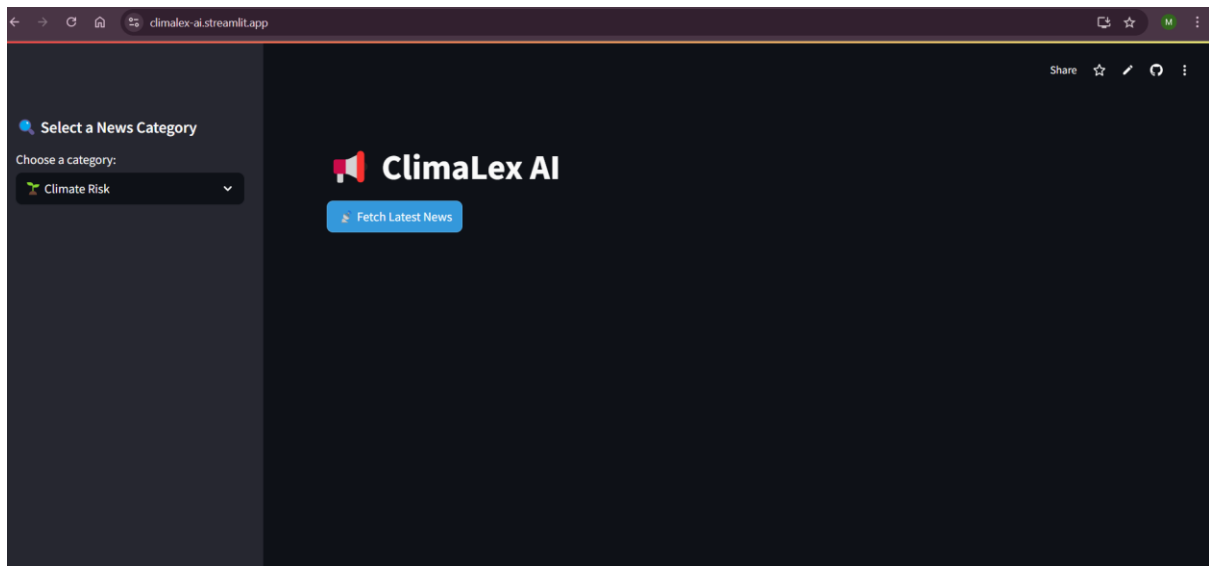 climalex-ai.streamlit.app
M
Share
🔍 Select a News Category
Choose a category:
🌱 Climate Risk
📢 ClimaLex AI
📡 Fetch Latest News